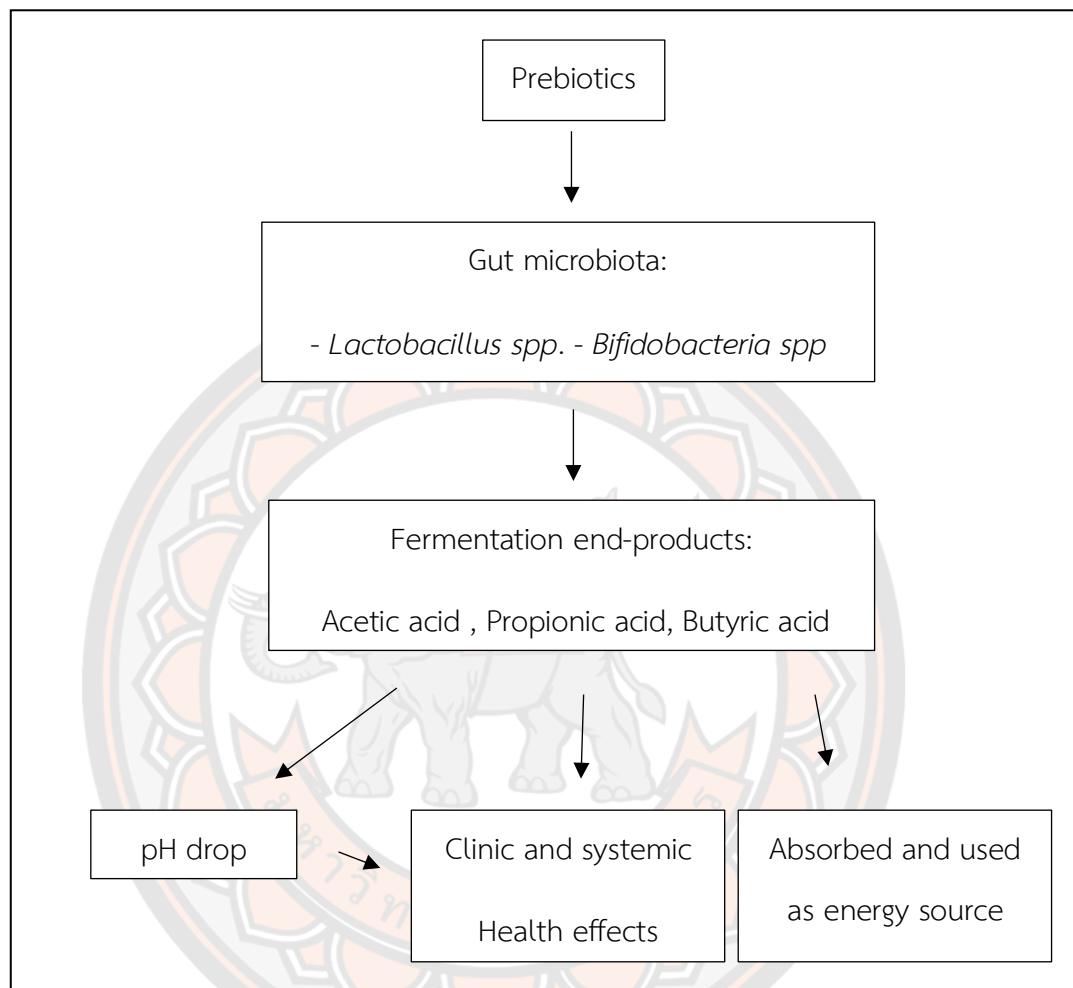 Prebiotics
Gut microbiota:
- Lactobacillus spp. - Bifidobacteria spp
Fermentation end-products:
Acetic acid , Propionic acid, Butyric acid
pH drop
Clinic and systemic
Health effects
Absorbed and used
as energy source